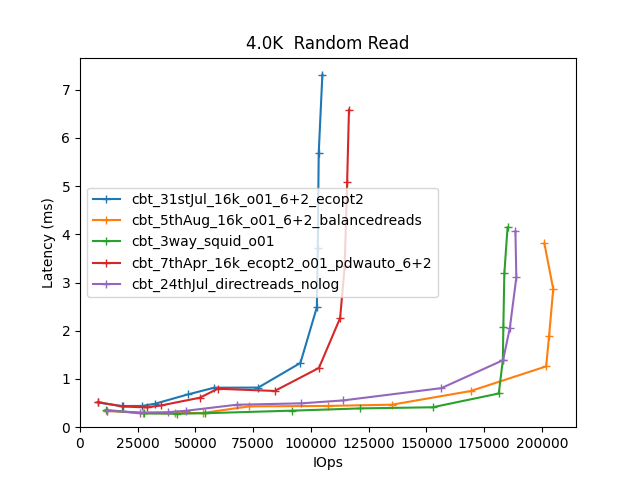 4.0K  Random Read
Latency (ms)
7
6
5
4
3
2
1
0
cbt_31stJul_16k_o01_6+2_ecopt2
cbt_5thAug_16k_o01_6+2_balancedreads
cbt_3way_squid_o01
cbt_7thApr_16k_ecopt2_o01_pdwauto_6+2
cbt_24thJul_directreads_nolog
0 25000 50000 75000 100000 125000 150000 175000 200000
IOps